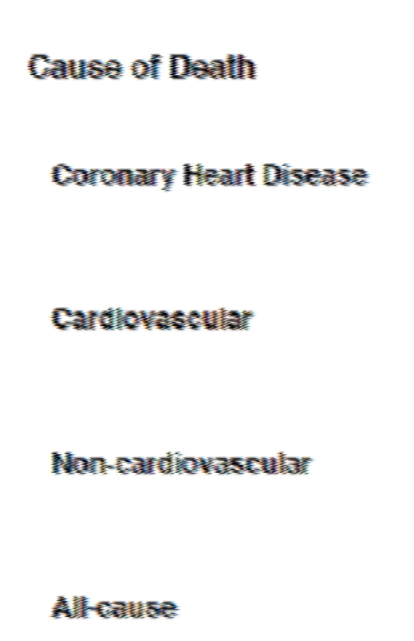 Cause of Death
Coronary Heart Disease
Cardiovascular
Non-cardiovascular
All-cause